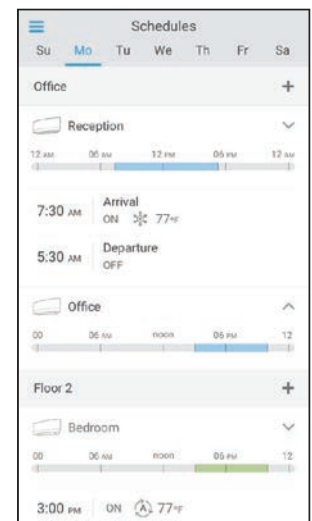 Schedules
Su Mo Tu We Th Fr Sa
Office +
Reception
12 AM 06 AM 12 PM 06 PM 12 AM
7:30 AM Arrival
ON 77°F
5:30 AM Departure
OFF
Office
00 06 AM noon 06 PM 12
Floor 2 +
Bedroom
00 06 AM noon 06 PM 12
3:00 PM ON A 77°F